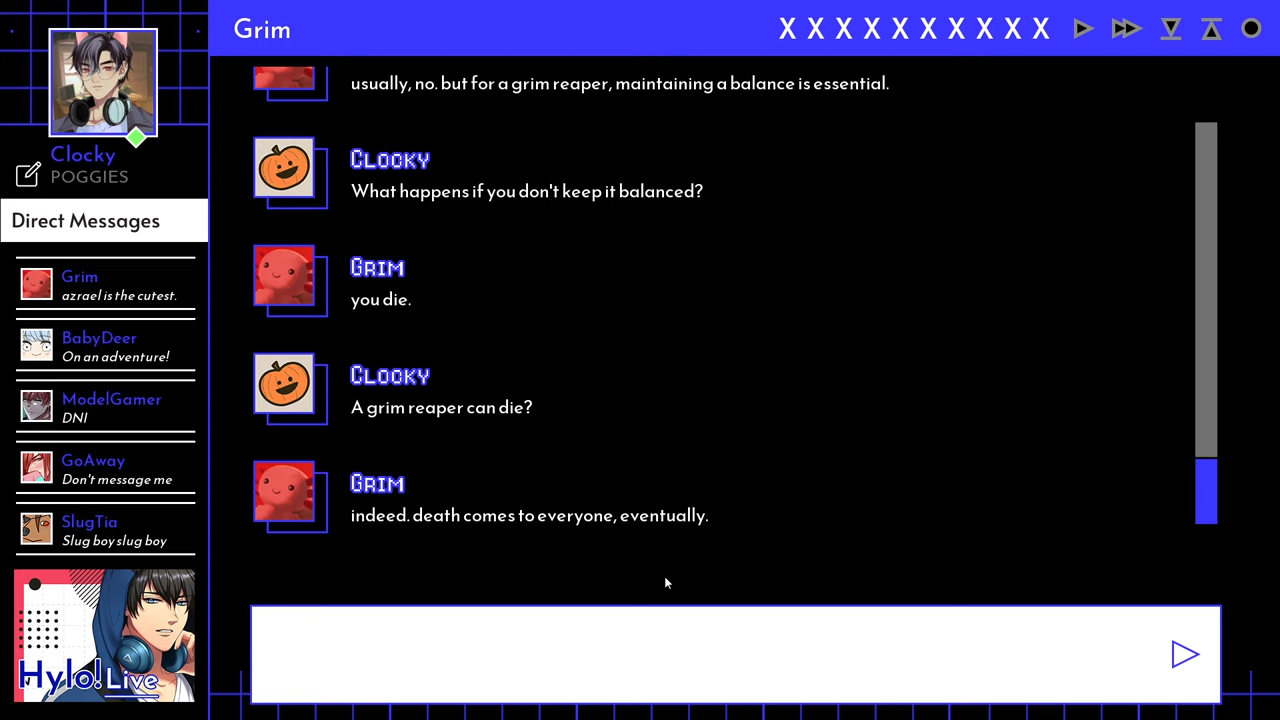 Grim
X X X X X X X X X X
Clocky
POGGIES
Direct Messages
Grim
azrael is the cutest.
BabyDeer
On an adventure!
ModelGamer
DNI
GoAway
Don't message me
SlugTia
Slug boy slug boy
Hylo! Live
usually, no. but for a grim reaper, maintaining a balance is essential.
Clocky
What happens if you don't keep it balanced?
Grim
you die.
Clocky
A grim reaper can die?
Grim
indeed. death comes to everyone, eventually.